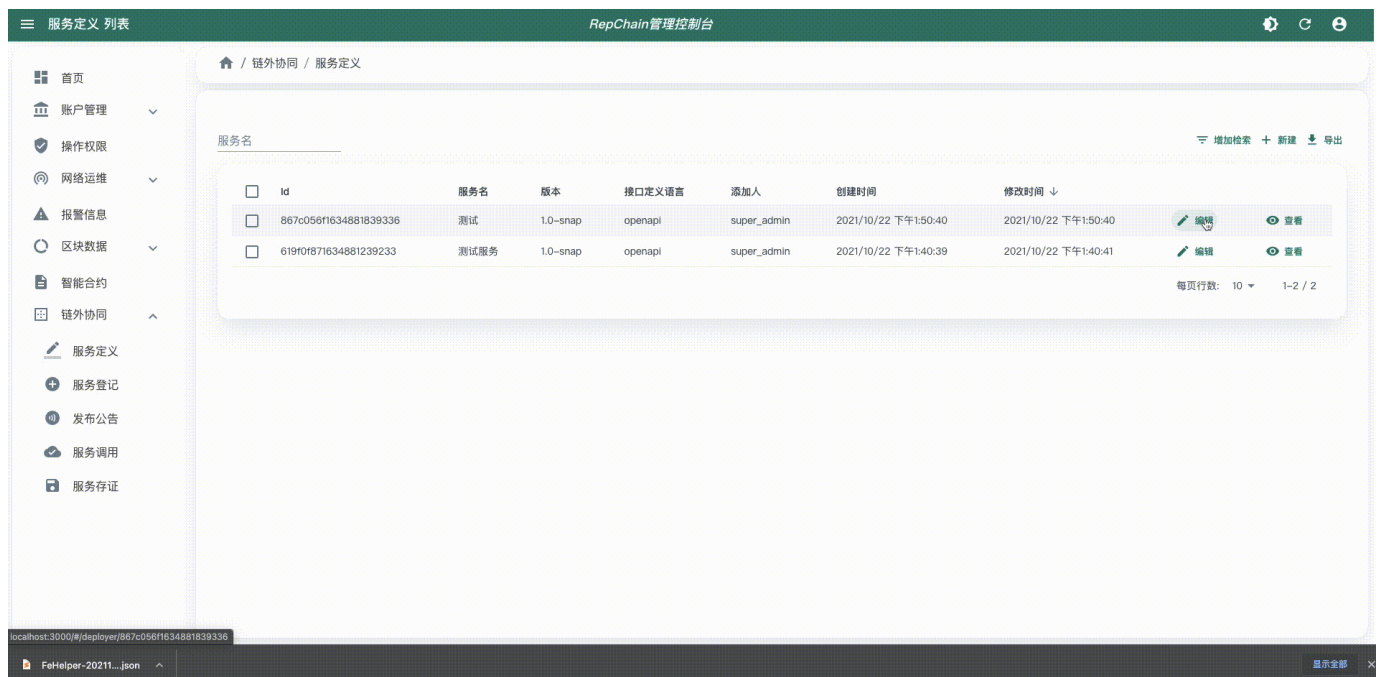 服务定义 列表 RepChain管理控制台
/ 链外协同 / 服务定义
首页
账户管理
操作权限
网络运维
报警信息
区块数据
智能合约
链外协同
服务定义
服务登记
发布公告
服务调用
服务存证
服务名 增加检索 新建 导出
Id 服务名 版本 接口定义语言 添加人 创建时间 修改时间
867c056f1634881839336 测试 1.0-snap openapi super_admin 2021/10/22 下午1:50:40 2021/10/22 下午1:50:40 编辑 查看
619f0f871634881239233 测试服务 1.0-snap openapi super_admin 2021/10/22 下午1:40:39 2021/10/22 下午1:40:41 编辑 查看
每页行数: 10 1-2 / 2
localhost:3000/#/deployer/867c056f1634881839336
FeHelper-20211....json 显示全部